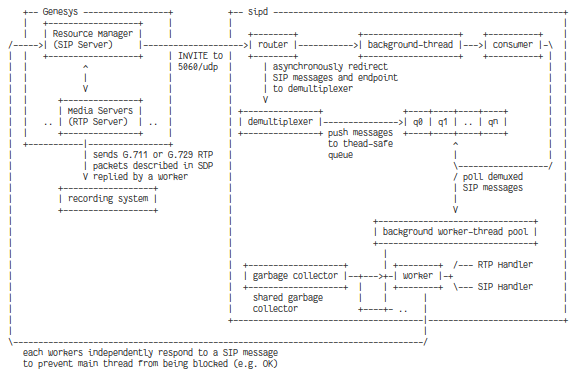 Genesys
sipd
Resource Manager
(SIP Server)
router
background-thread
consumer
INVITE to
5060/udp
asynchronously redirect
SIP messages and endpoint
to demultiplexer
Media Servers
.. (RTP Server) ..
demultiplexer
q0 q1 .. qn
push messages
to thead-safe
queue
sends G.711 or G.729 RTP
packets described in SDP
replied by a worker
poll demuxed
SIP messages
recording system
background worker-thread pool
garbage collector
worker
RTP Handler
SIP Handler
shared garbage
collector
..
each workers independently respond to a SIP message
to prevent main thread from being blocked (e.g. OK)